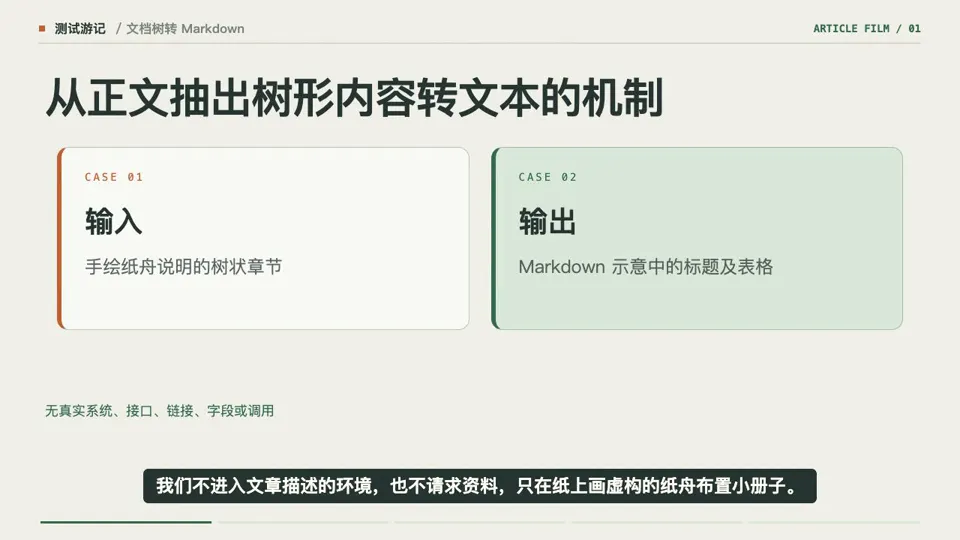 测试游记 / 文档树转 Markdown
ARTICLE FILM / 01
从正文抽出树形内容转文本的机制
CASE 01
输入
手绘纸舟说明的树状章节
CASE 02
输出
Markdown 示意中的标题及表格
无真实系统、接口、链接、字段或调用
我们不进入文章描述的环境，也不请求资料，只在纸上画虚构的纸舟布置小册子。